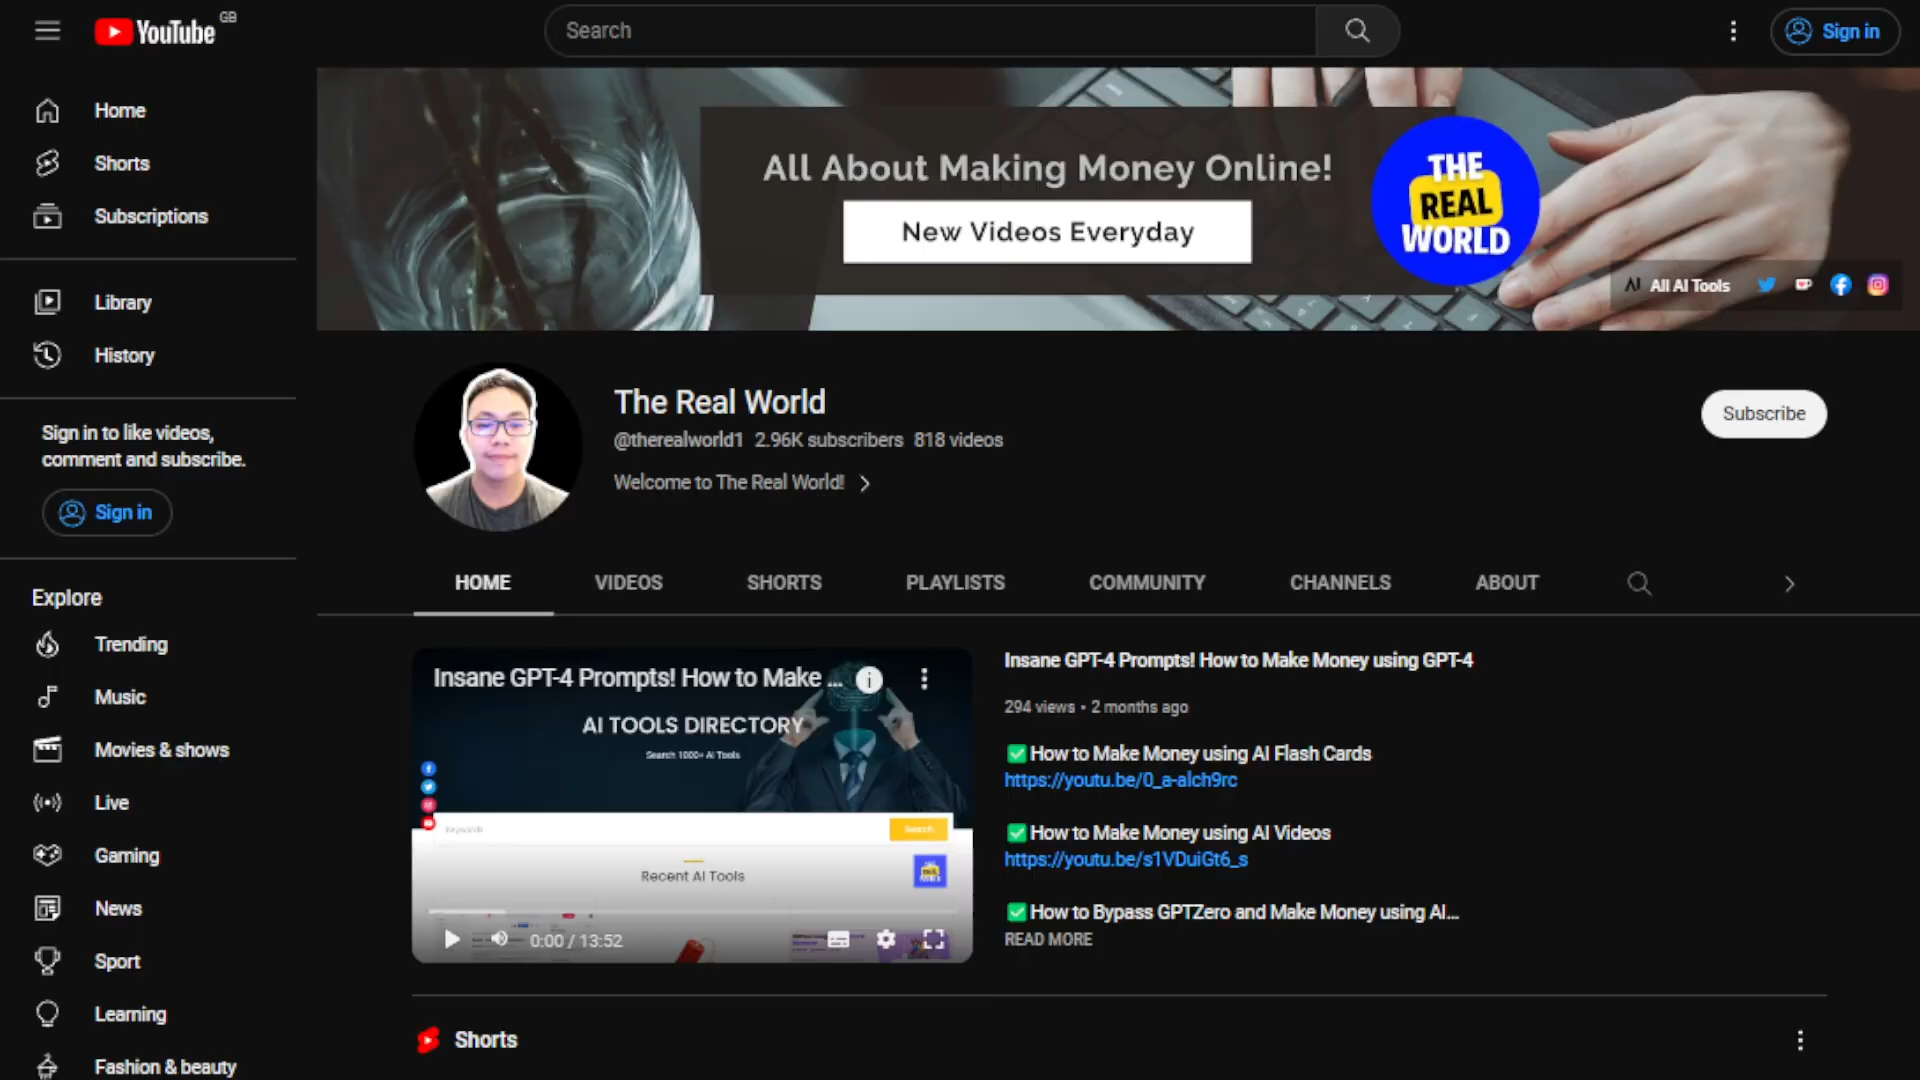 YouTube GB
Search
Sign in
Home
Shorts
Subscriptions
Library
History
Sign in to like videos,
comment and subscribe.
Sign in
Explore
Trending
Music
Movies & shows
Live
Gaming
News
Sport
Learning
Fashion & beauty
All About Making Money Online!
New Videos Everyday
THE
REAL
WORLD
All AI Tools
The Real World
@therealworld1 2.96K subscribers 818 videos
Welcome to The Real World!
Subscribe
HOME
VIDEOS
SHORTS
PLAYLISTS
COMMUNITY
CHANNELS
ABOUT
Insane GPT-4 Prompts! How to Make ...
AI TOOLS DIRECTORY
Search 1000+ AI Tools
Keywords
Search
Recent AI Tools
0:00 / 13:52
Insane GPT-4 Prompts! How to Make Money using GPT-4
294 views • 2 months ago
✅How to Make Money using AI Flash Cards
https://youtu.be/0_a-alch9rc
✅How to Make Money using AI Videos
https://youtu.be/s1VDuiGt6_s
✅How to Bypass GPTZero and Make Money using AI...
READ MORE
Shorts